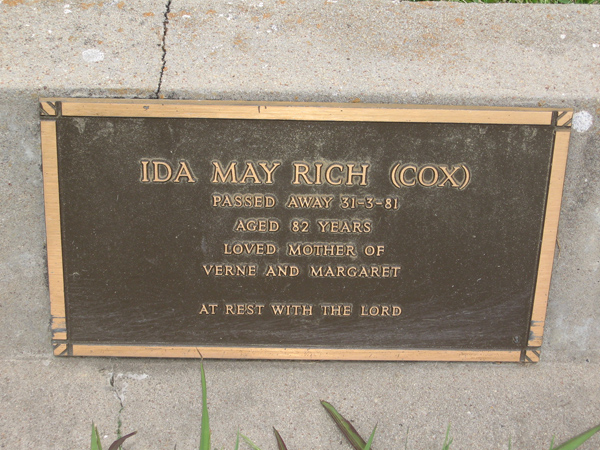 IDA MAY RICH (COX)
PASSED AWAY 31-3-81
AGED 82 YEARS
LOVED MOTHER OF
VERNE AND MARGARET
AT REST WITH THE LORD